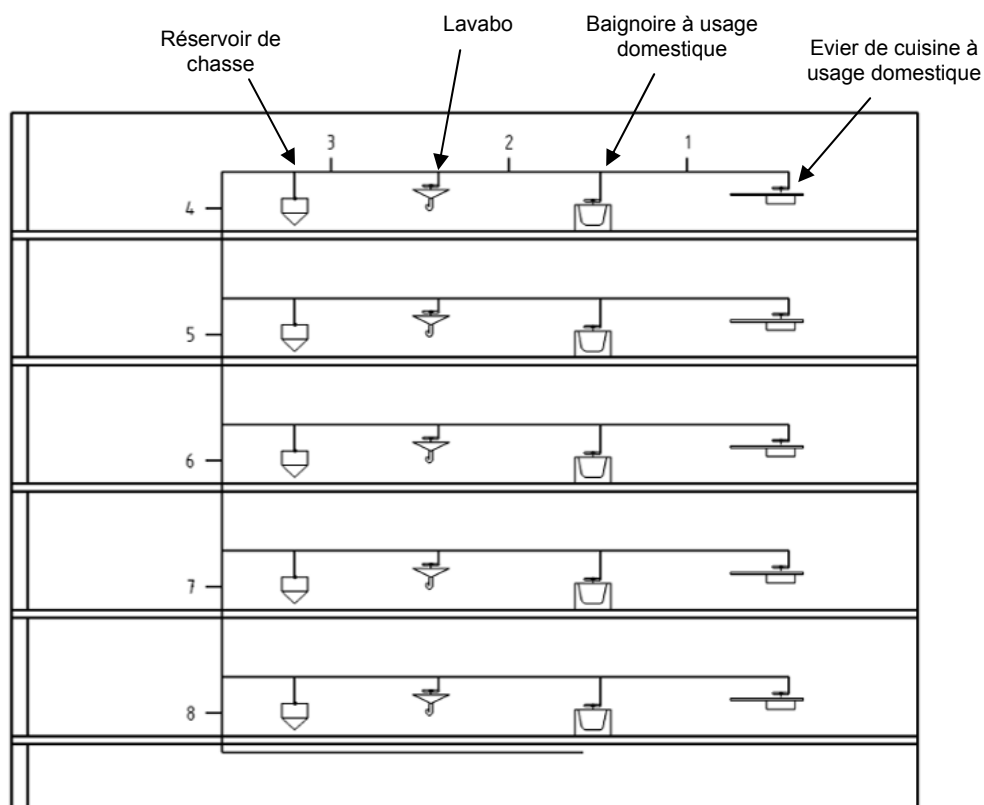 Réservoir de
chasse
Lavabo
Baignoire à usage
domestique
Evier de cuisine à
usage domestique
3
2
1
4
5
6
7
8